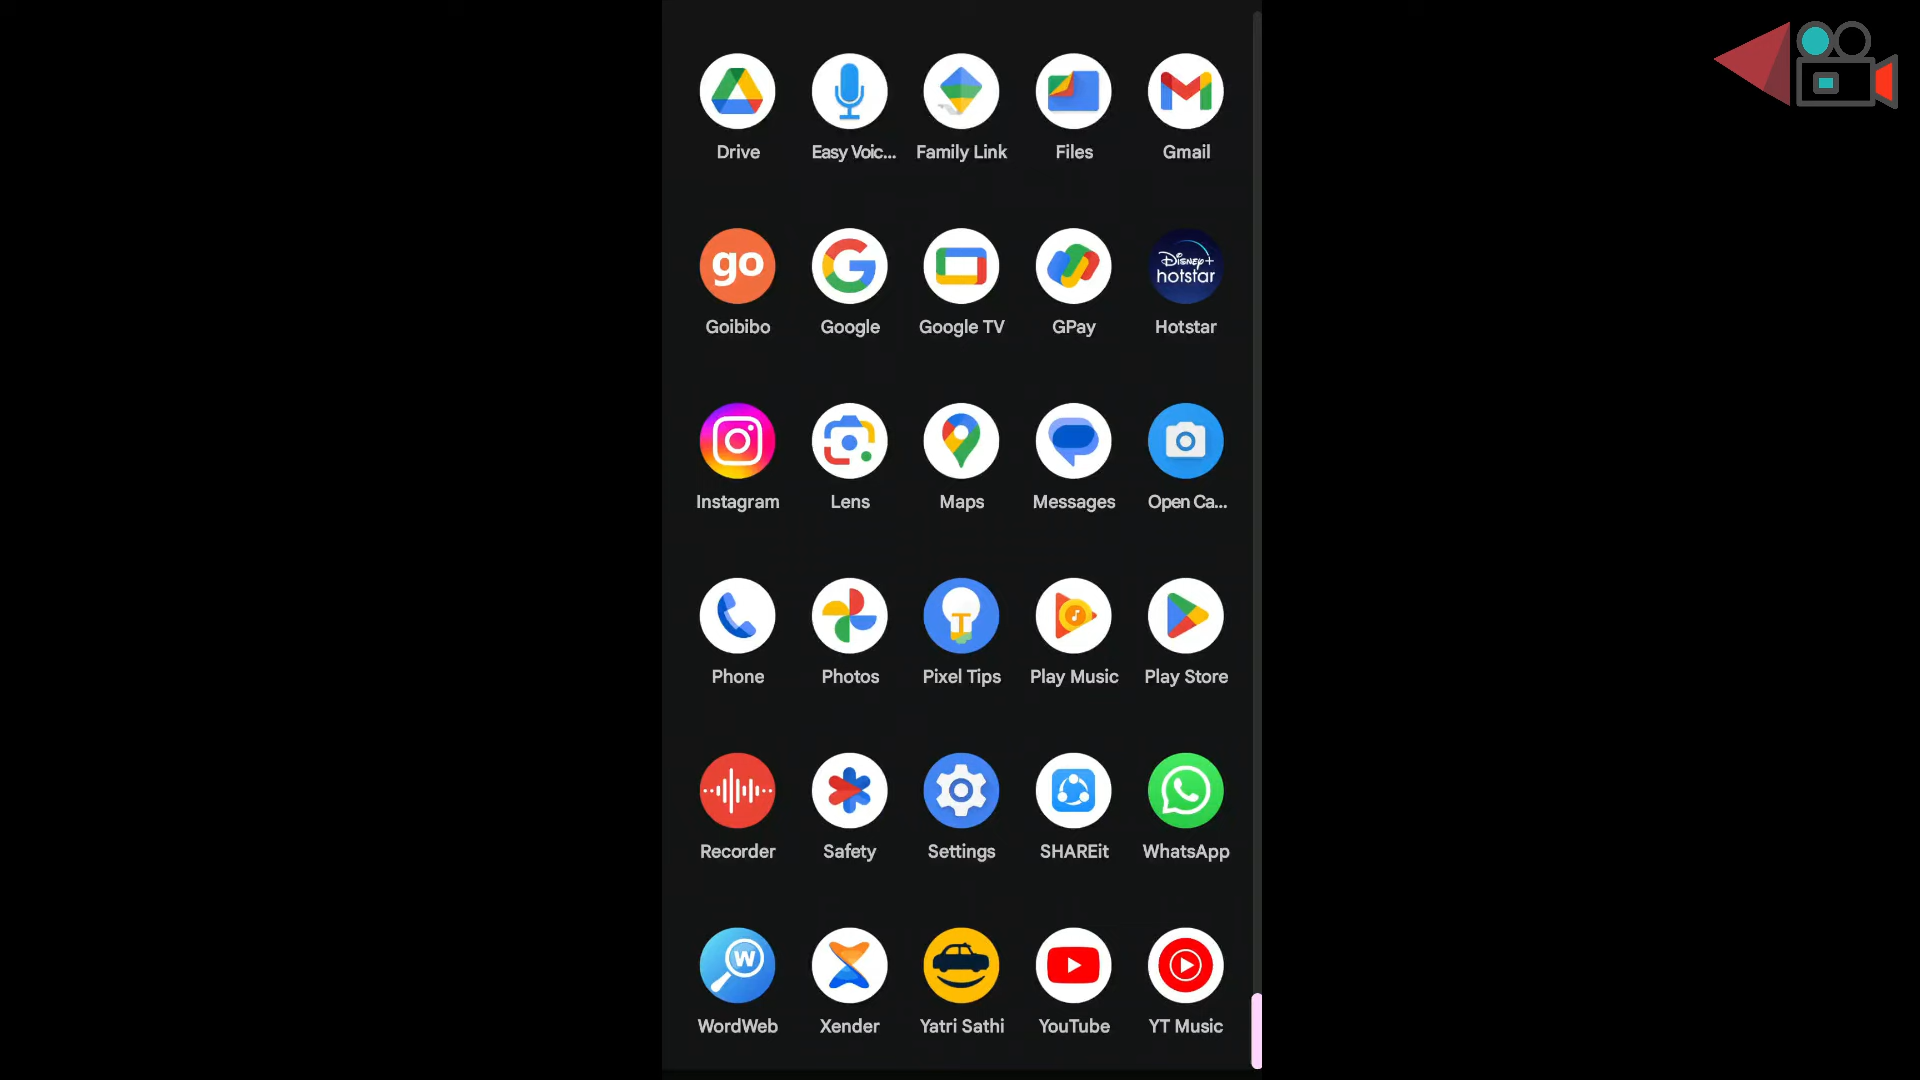 Drive Easy Voic... Family Link Files Gmail
go
Disney+
hotstar
Goibibo Google Google TV GPay Hotstar
Instagram Lens Maps Messages Open Ca...
Phone Photos Pixel Tips Play Music Play Store
Recorder Safety Settings SHAREit WhatsApp
W
WordWeb Xender Yatri Sathi YouTube YT Music